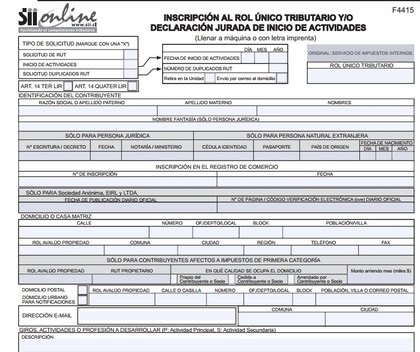 Sii online
www.sii.cl
F4415
INSCRIPCIÓN AL ROL ÚNICO TRIBUTARIO Y/O
DECLARACIÓN JURADA DE INICIO DE ACTIVIDADES
(Llenar a máquina o con letra imprenta)
TIPO DE SOLICITUD (MARQUE CON UNA "X")
SOLICITUD DE RUT
INICIO DE ACTIVIDADES
SOLICITUD DUPLICADO RUT
DÍA MES AÑO
FECHA DE INICIO DE ACTIVIDADES
NÚMERO DE DUPLICADOS RUT
Retira en la Unidad Envío por correo al domicilio
ORIGINAL: SERVICIO DE IMPUESTOS INTERNOS
ROL ÚNICO TRIBUTARIO
ART. 14 TER LIR ART. 14 QUATER LIR
IDENTIFICACIÓN DEL CONTRIBUYENTE
RAZÓN SOCIAL O APELLIDO PATERNO APELLIDO MATERNO NOMBRES
NOMBRE FANTASÍA (SÓLO PERSONA JURÍDICA)
SÓLO PARA PERSONA JURÍDICA SÓLO PARA PERSONA NATURAL EXTRANJERA
Nº ESCRITURA / DECRETO FECHA NOTARÍA / MINISTERIO CÉDULA IDENTIDAD PASAPORTE PAÍS DE ORIGEN FECHA DE NACIMIENTO
DÍA MES AÑO
INSCRIPCIÓN EN EL REGISTRO DE COMERCIO
Nº DE INSCRIPCIÓN FECHA
SÓLO PARA Sociedad Anónima, EIRL y LTDA.
FECHA DE PUBLICACIÓN DIARIO OFICIAL Nº DE PÁGINA / CÓDIGO VERIFICACIÓN ELECTRÓNICA (cve) DIARIO OFICIAL
DOMICILIO O CASA MATRIZ
CALLE NÚMERO OF./DEPTO/LOCAL BLOCK POBLACIÓN/VILLA
ROL AVALÚO PROPIEDAD COMUNA CIUDAD REGIÓN TELÉFONO FAX
SÓLO PARA CONTRIBUYENTES AFECTOS A IMPUESTOS DE PRIMERA CATEGORÍA
ROL AVALÚO PROPIEDAD RUT PROPIETARIO EN QUÉ CALIDAD SE OCUPA EL DOMICILIO Monto arriendo mes (miles $)
Propio del Contribuyente o Socio Cedido a Contribuyente o Socio Arrendado por Contribuyente o Socio
DOMICILIO POSTAL ROL AVALÚO PROPIEDAD CALLE O CASILLA NÚMERO OF./DEPTO/LOCAL BLOCK POBLACIÓN, VILLA O CORREO POSTAL
DOMICILIO URBANO PARA NOTIFICACIONES
DIRECCIÓN E-MAIL COMUNA CIUDAD
GIROS, ACTIVIDADES O PROFESIÓN A DESARROLLAR (P: Actividad Principal, S: Actividad Secundaria)
DESCRIPCIÓN